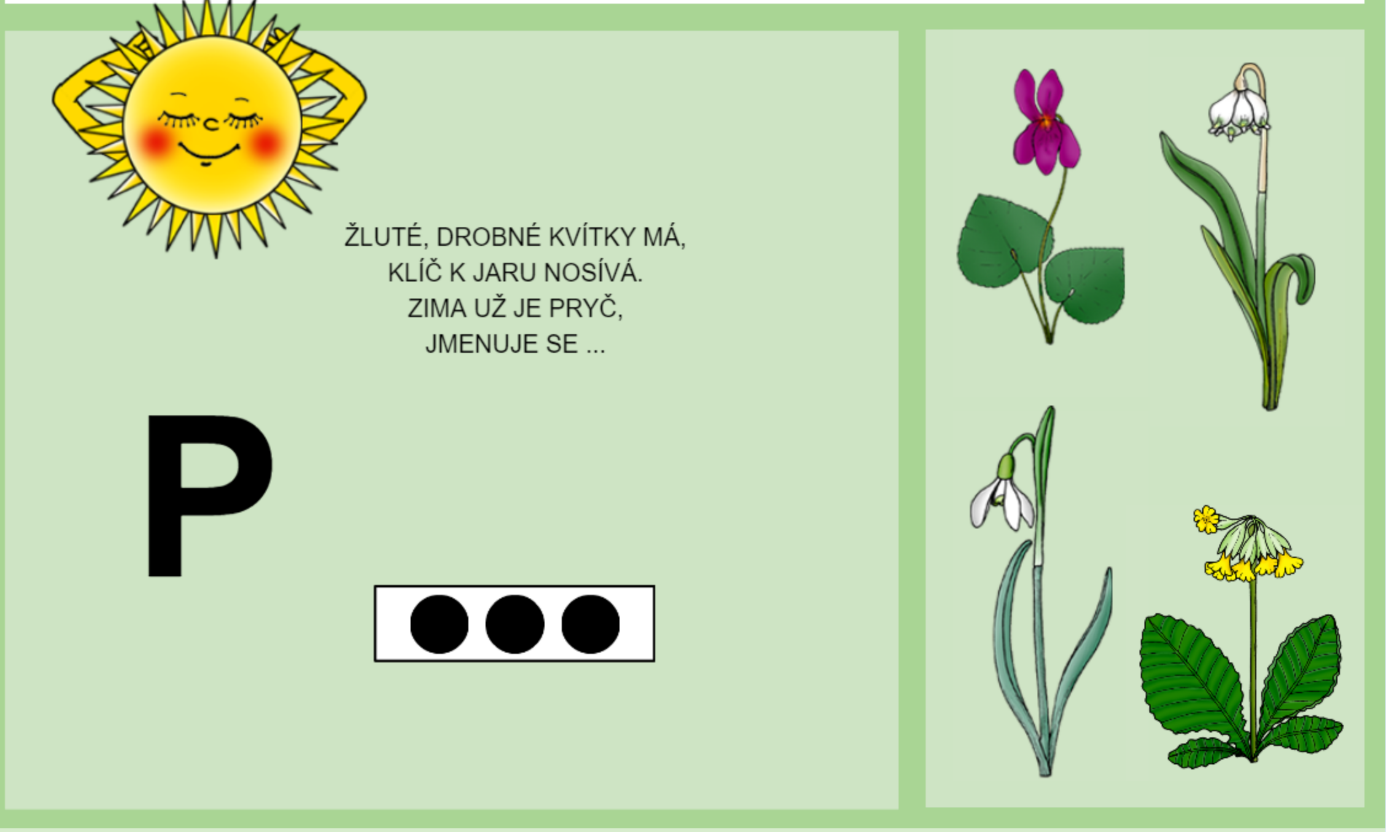 ŽLUTÉ, DROBNÉ KVÍTKY MÁ,
KLÍČ K JARU NOSÍVÁ.
ZIMA UŽ JE PRYČ,
JMENUJE SE ...
P